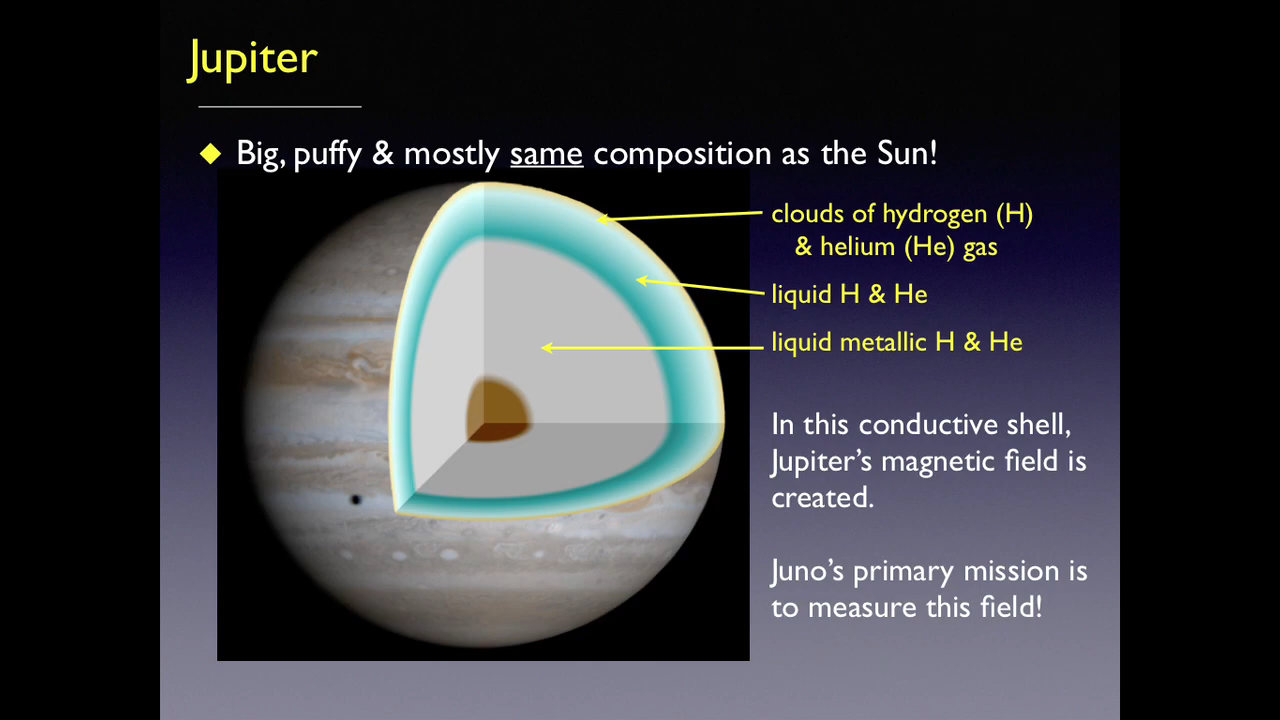 Jupiter
Big, puffy & mostly same composition as the Sun!
clouds of hydrogen (H)
& helium (He) gas
liquid H & He
liquid metallic H & He
In this conductive shell,
Jupiter’s magnetic field is
created.
Juno’s primary mission is
to measure this field!